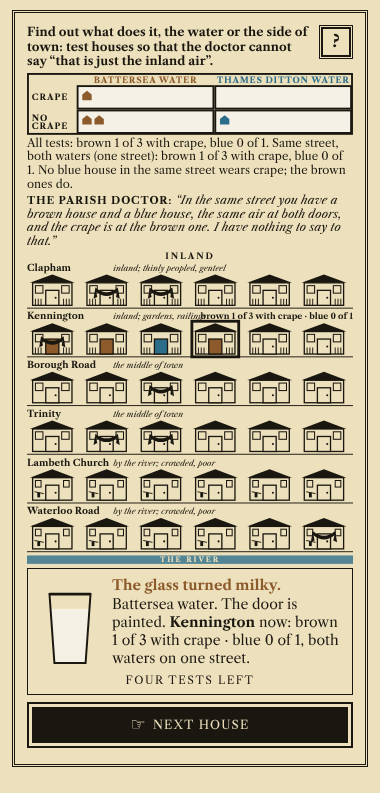 Find out what does it, the water or the side of
town: test houses so that the doctor cannot
say “that is just the inland air”.
?
BATTERSEA WATER
THAMES DITTON WATER
CRAPE
NO
CRAPE
All tests: brown 1 of 3 with crape, blue 0 of 1. Same street,
both waters (one street): brown 1 of 3 with crape, blue 0 of
1. No blue house in the same street wears crape; the brown
ones do.
THE PARISH DOCTOR: “In the same street you have a
brown house and a blue house, the same air at both doors,
and the crape is at the brown one. I have nothing to say to
that.”
INLAND
Clapham inland; thinly peopled, genteel
Kennington inland; gardens, railings brown 1 of 3 with crape · blue 0 of 1
Borough Road the middle of town
Trinity the middle of town
Lambeth Church by the river; crowded, poor
Waterloo Road by the river; crowded, poor
THE RIVER
The glass turned milky.
Battersea water. The door is
painted. Kennington now: brown
1 of 3 with crape · blue 0 of 1, both
waters on one street.
FOUR TESTS LEFT
☞ NEXT HOUSE